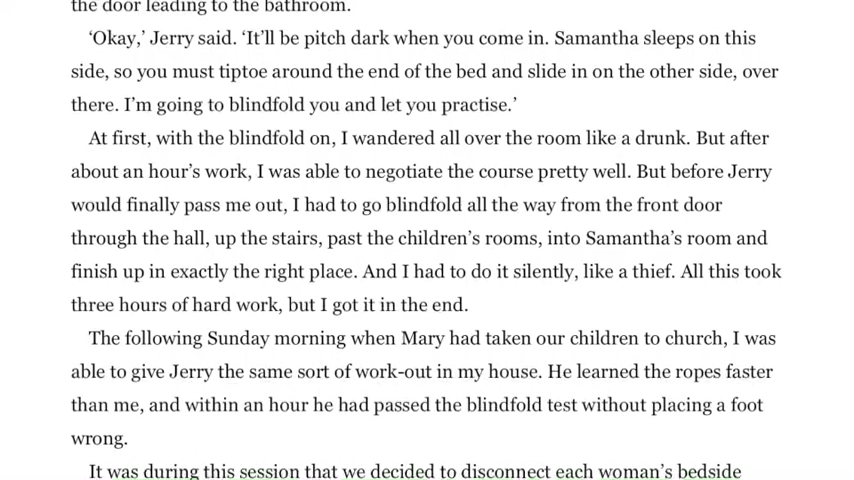 the door leading to the bathroom.
‘Okay,’ Jerry said. ‘It’ll be pitch dark when you come in. Samantha sleeps on this
side, so you must tiptoe around the end of the bed and slide in on the other side, over
there. I’m going to blindfold you and let you practise.’
At first, with the blindfold on, I wandered all over the room like a drunk. But after
about an hour’s work, I was able to negotiate the course pretty well. But before Jerry
would finally pass me out, I had to go blindfold all the way from the front door
through the hall, up the stairs, past the children’s rooms, into Samantha’s room and
finish up in exactly the right place. And I had to do it silently, like a thief. All this took
three hours of hard work, but I got it in the end.
The following Sunday morning when Mary had taken our children to church, I was
able to give Jerry the same sort of work-out in my house. He learned the ropes faster
than me, and within an hour he had passed the blindfold test without placing a foot
wrong.
It was during this session that we decided to disconnect each woman’s bedside